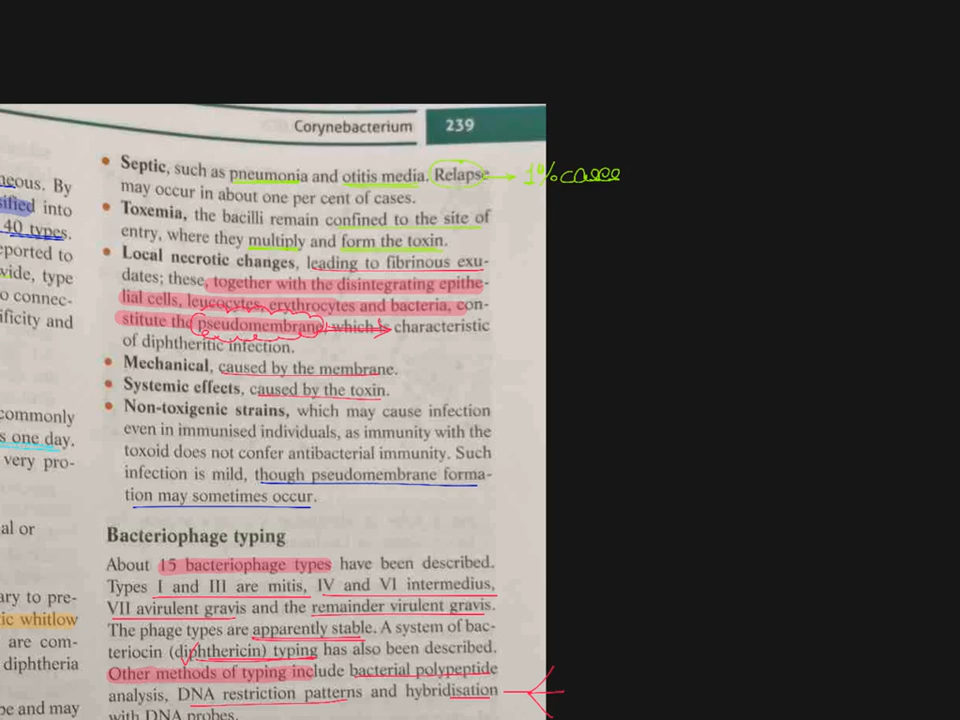 Corynebacterium 239
neous. By
sified into
40 types.
eported to
wide, type
o connec-
ificity and
commonly
s one day.
very pro-
al or
ary to pre-
ic whitlow
are com-
diphtheria
pe and may
• Septic, such as pneumonia and otitis media. Relapse → 1% cases
may occur in about one per cent of cases.
• Toxemia, the bacilli remain confined to the site of
entry, where they multiply and form the toxin.
• Local necrotic changes, leading to fibrinous exu-
dates; these, together with the disintegrating epithe-
lial cells, leucocytes, erythrocytes and bacteria, con-
stitute the pseudomembrane, which is characteristic
of diphtheritic infection.
• Mechanical, caused by the membrane.
• Systemic effects, caused by the toxin.
• Non-toxigenic strains, which may cause infection
even in immunised individuals, as immunity with the
toxoid does not confer antibacterial immunity. Such
infection is mild, though pseudomembrane forma-
tion may sometimes occur.
Bacteriophage typing
About 15 bacteriophage types have been described.
Types I and III are mitis, IV and VI intermedius,
VII avirulent gravis and the remainder virulent gravis.
The phage types are apparently stable. A system of bac-
teriocin (diphthericin) typing has also been described.
Other methods of typing include bacterial polypeptide
analysis, DNA restriction patterns and hybridisation
with DNA probes.